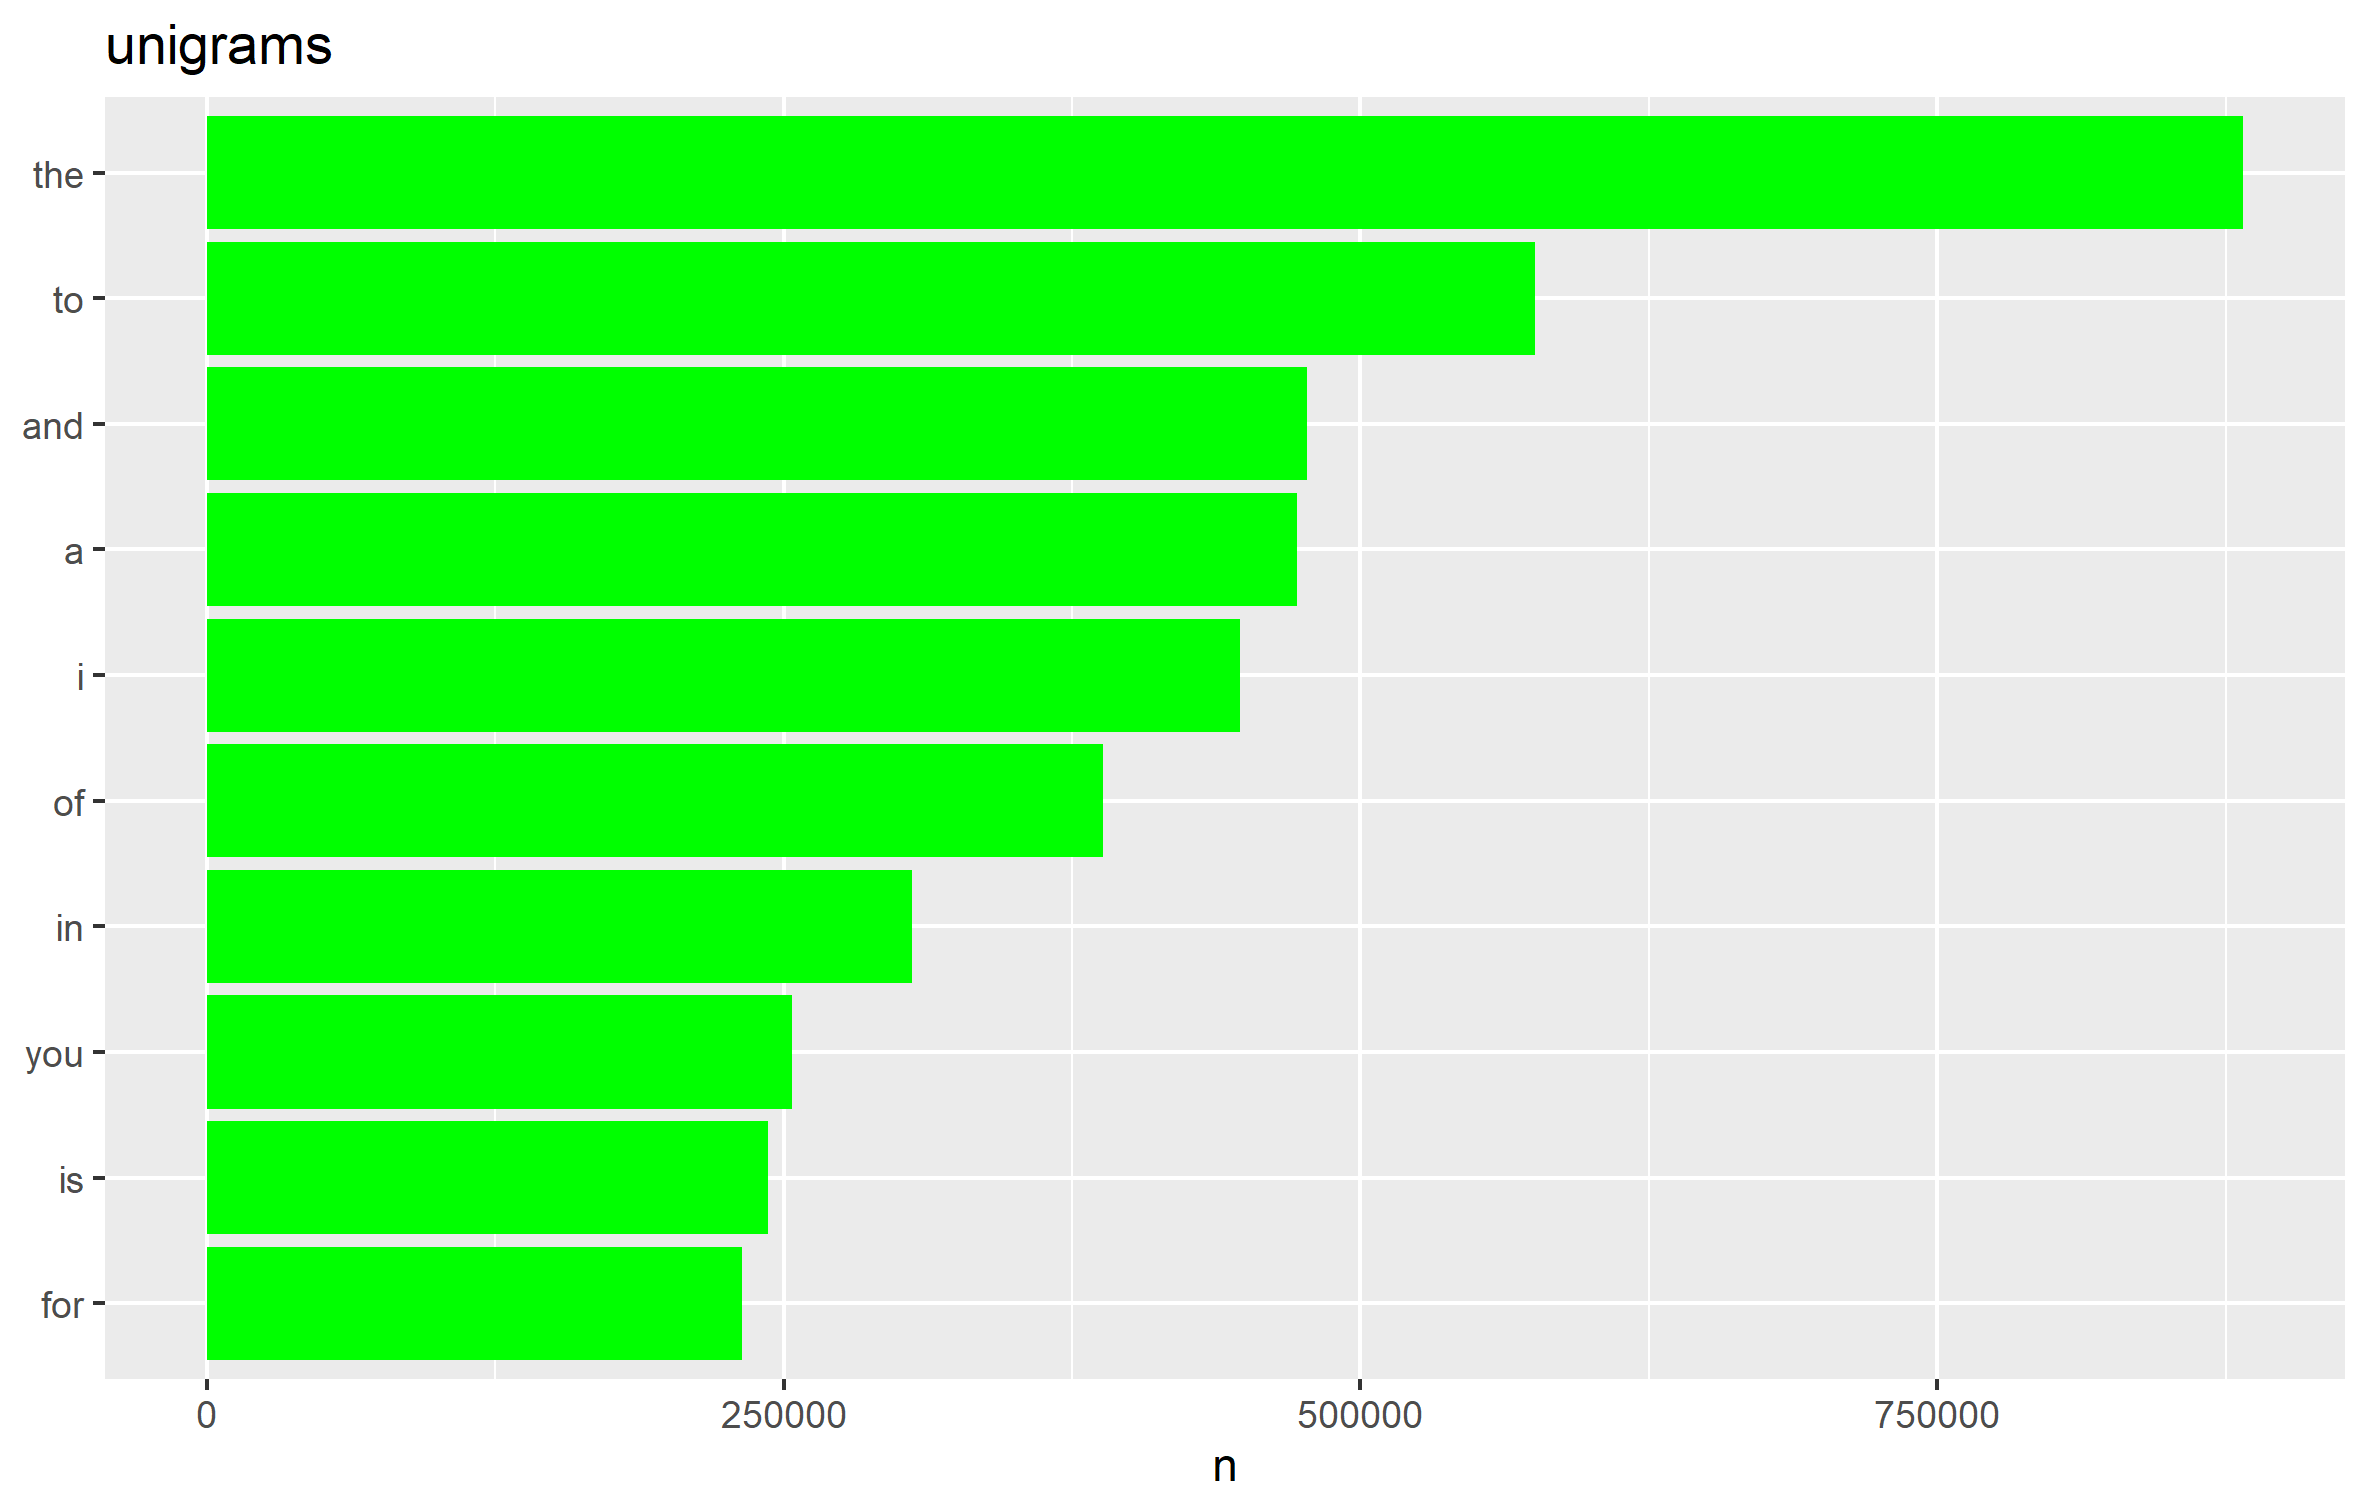 unigrams
the
to
and
a
i
of
in
you
is
for
0 250000 500000 750000
n